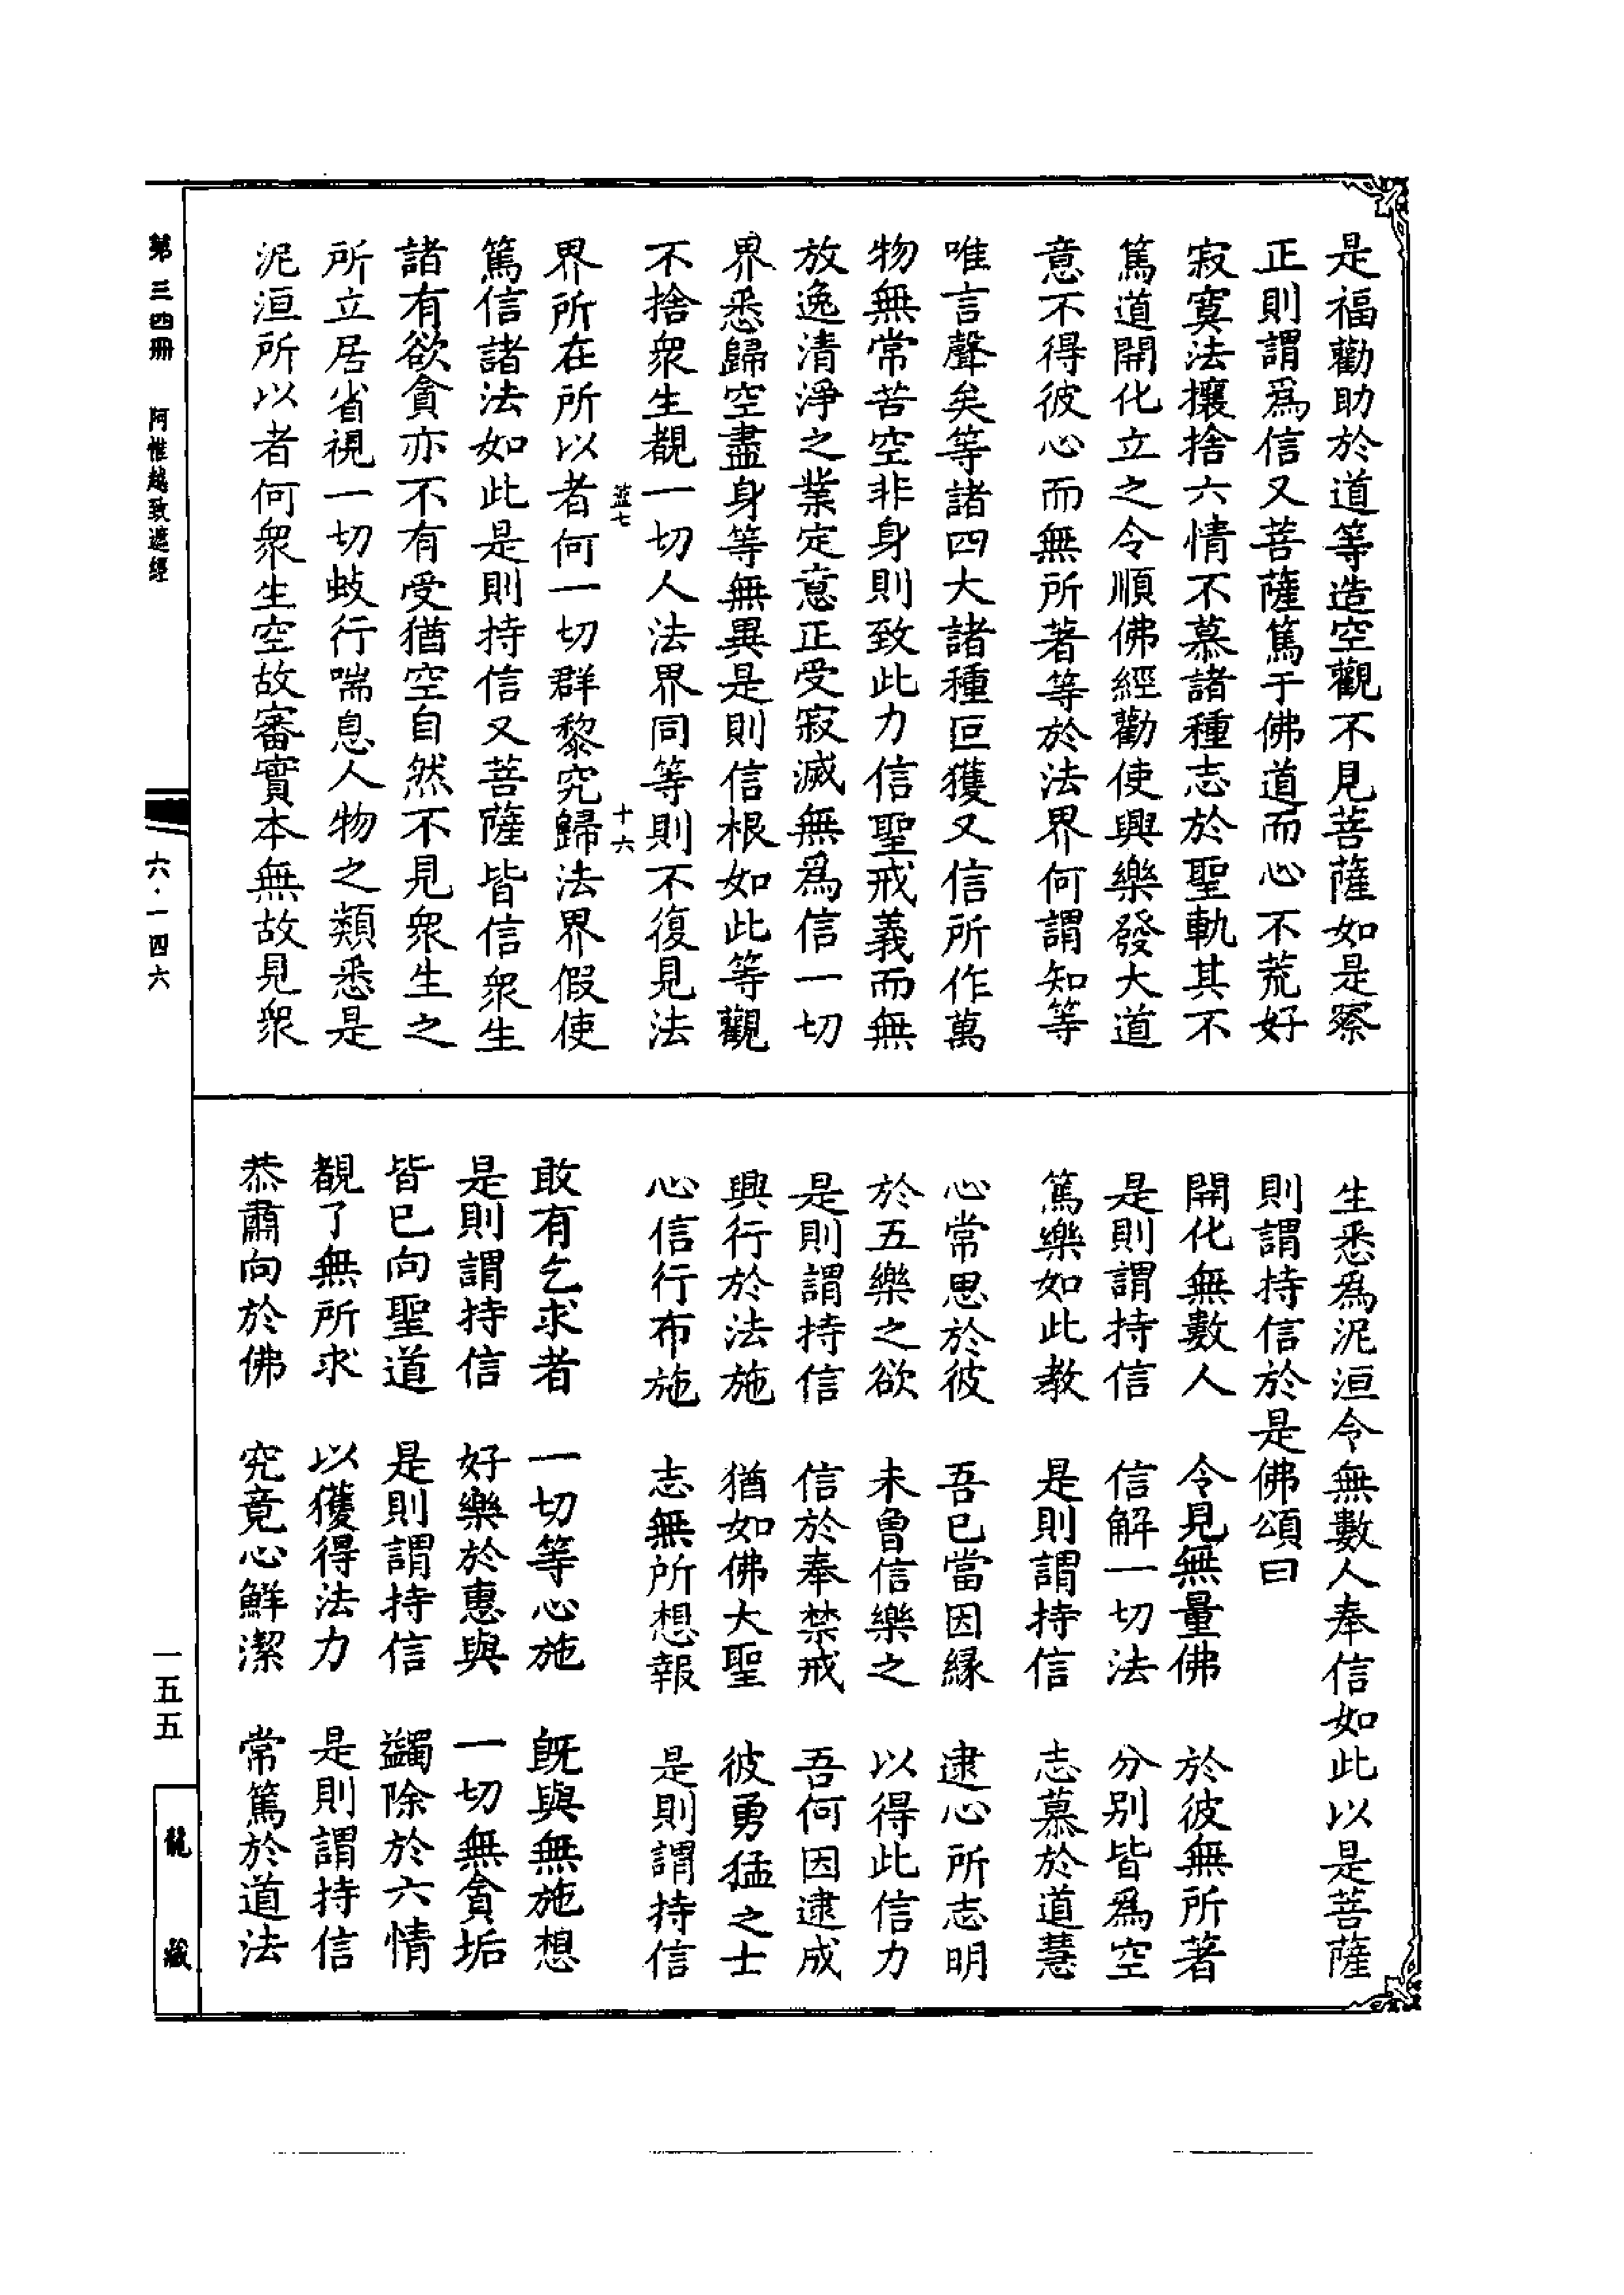 是福勸助於道等造空觀不見菩薩如是察
正則謂爲信又菩薩篤于佛道而心不荒好
寂寞法攘捨六情不慕諸種志於聖軌其不
篤道開化立之令順佛經勸使興樂發大道
意不得彼心而無所著等於法界何謂知等
唯言聲矣等諸四大諸種叵獲又信所作萬
物無常苦空非身則致此力信聖戒義而無
放逸清淨之業定意正受寂滅無爲信一切
界悉歸空盡身等無異是則信根如此等觀
不捨衆生覩一切人法界同等則不復見法
籃七 十六
界所在所以者何一切群黎究歸法界假使
篤信諸法如此是則持信又菩薩皆信衆生
諸有欲貪亦不有受猶空自然不見衆生之
所立居省視一切蚑行喘息人物之類悉是
泥洹所以者何衆生空故審實本無故見衆
生悉爲泥洹令無數人奉信如此以是菩薩
則謂持信於是佛頌曰
開化無數人 令見無量佛 於彼無所著
是則謂持信 信解一切法 分别皆爲空
篤樂如此教 是則謂持信 志慕於道慧
心常思於彼 吾已當因緣 逮心所志明
於五樂之欲 未曾信樂之 以得此信力
是則謂持信 信於奉禁戒 吾何因逮成
興行於法施 猶如佛大聖 彼勇猛之士
心信行布施 志無所想報 是則謂持信
敢有乞求者 一切等心施 旣與無施想
是則謂持信 好樂於惠與 一切無貪垢
皆已向聖道 是則謂持信 蠲除於六情
覩了無所求 以獲得法力 是則謂持信
恭肅向於佛 究竟心鮮潔 常篤於道法
第三四冊 阿惟越致遮經
六·一四六
一五五
龍藏